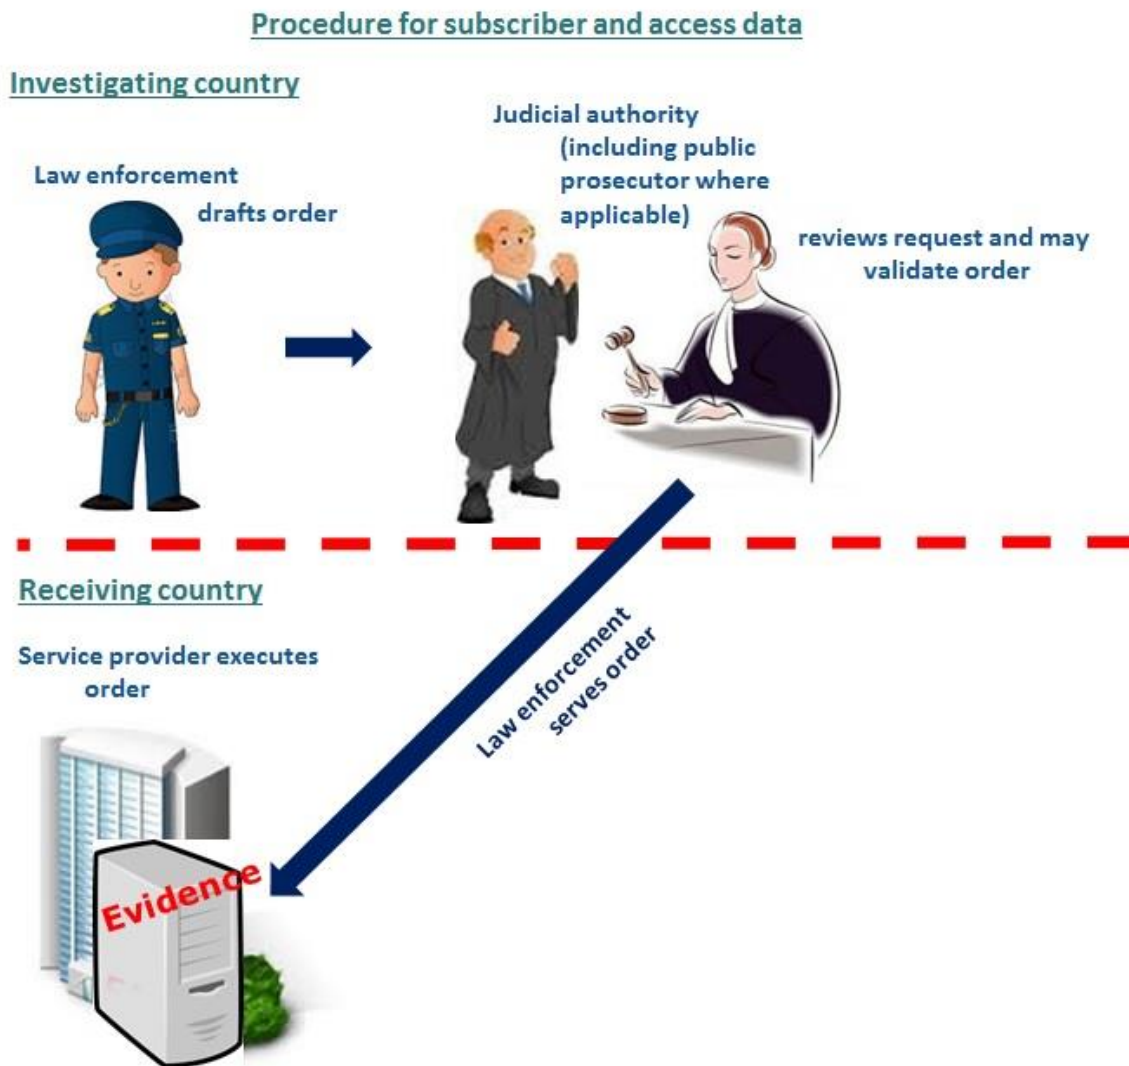 Procedure for subscriber and access data
Investigating country
Judicial authority
(including public
prosecutor where
applicable)
Law enforcement
drafts order
reviews request and may
validate order
Receiving country
Service provider executes
order
Law enforcement
serves order
Evidence